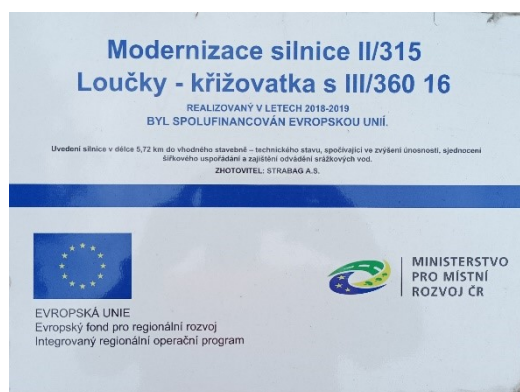 Modernizace silnice II/315
Loučky - křižovatka s III/360 16
REALIZOVANÝ V LETECH 2018-2019
BYL SPOLUFINANCOVÁN EVROPSKOU UNIÍ.
Uvedení silnice v délce 5,72 km do vhodného stavebně – technického stavu, spočívající ve zvýšení únosnosti, sjednocení
šířkového uspořádání a zajištění odvádění srážkových vod.
ZHOTOVITEL: STRABAG A.S.
EVROPSKÁ UNIE
Evropský fond pro regionální rozvoj
Integrovaný regionální operační program
MINISTERSTVO
PRO MÍSTNÍ
ROZVOJ ČR